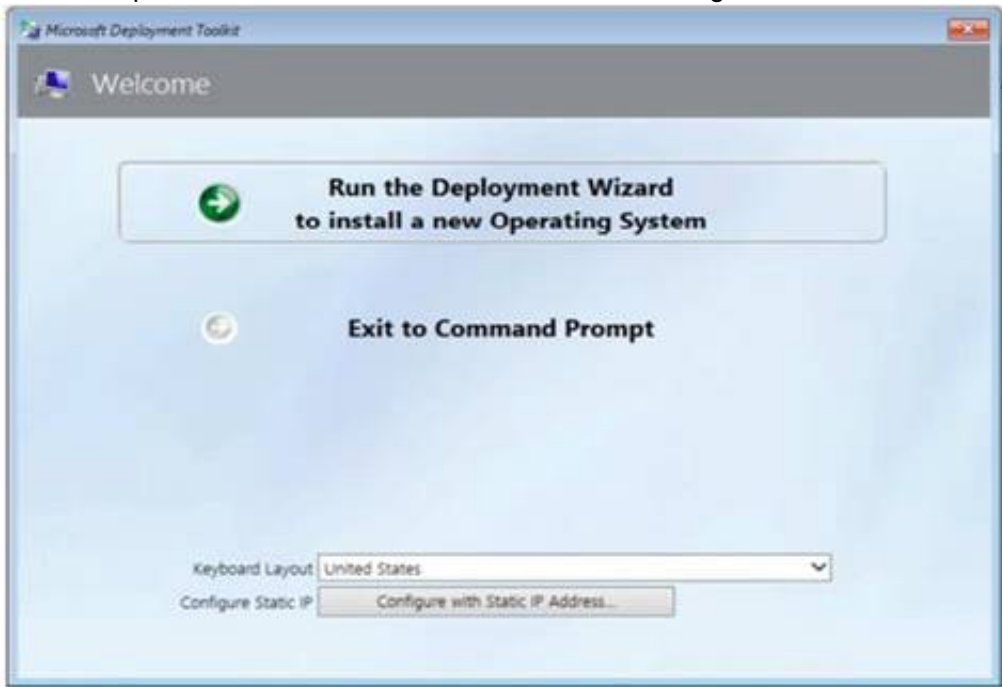 Microsoft Deployment Toolkit
Welcome
Run the Deployment Wizard
to install a new Operating System
Exit to Command Prompt
Keyboard Layout United States
Configure Static IP Configure with Static IP Address...